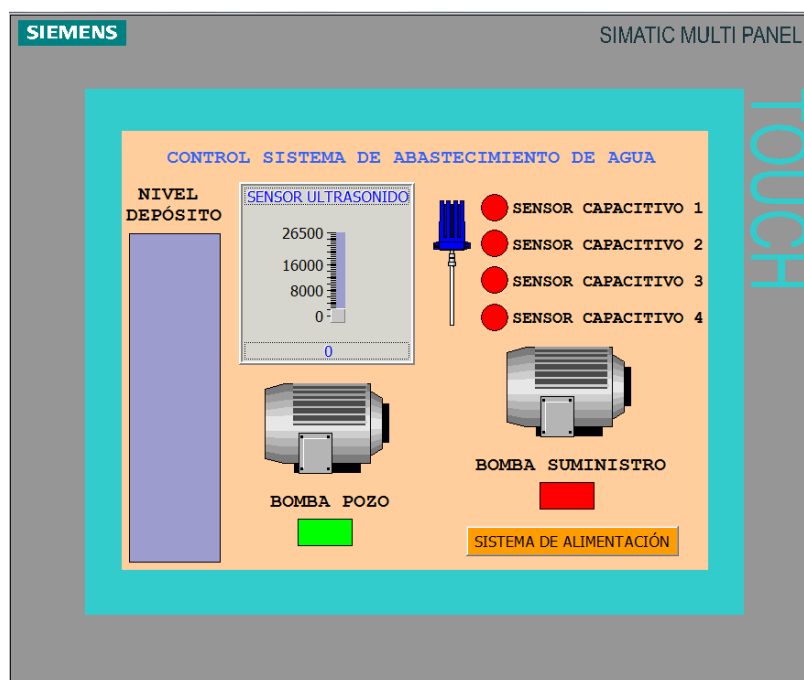 SIEMENS
SIMATIC MULTI PANEL
TOUCH
CONTROL SISTEMA DE ABASTECIMIENTO DE AGUA
NIVEL
DEPÓSITO
SENSOR ULTRASONIDO
26500
16000
8000
0
0
SENSOR CAPACITIVO 1
SENSOR CAPACITIVO 2
SENSOR CAPACITIVO 3
SENSOR CAPACITIVO 4
BOMBA SUMINISTRO
BOMBA POZO
SISTEMA DE ALIMENTACIÓN